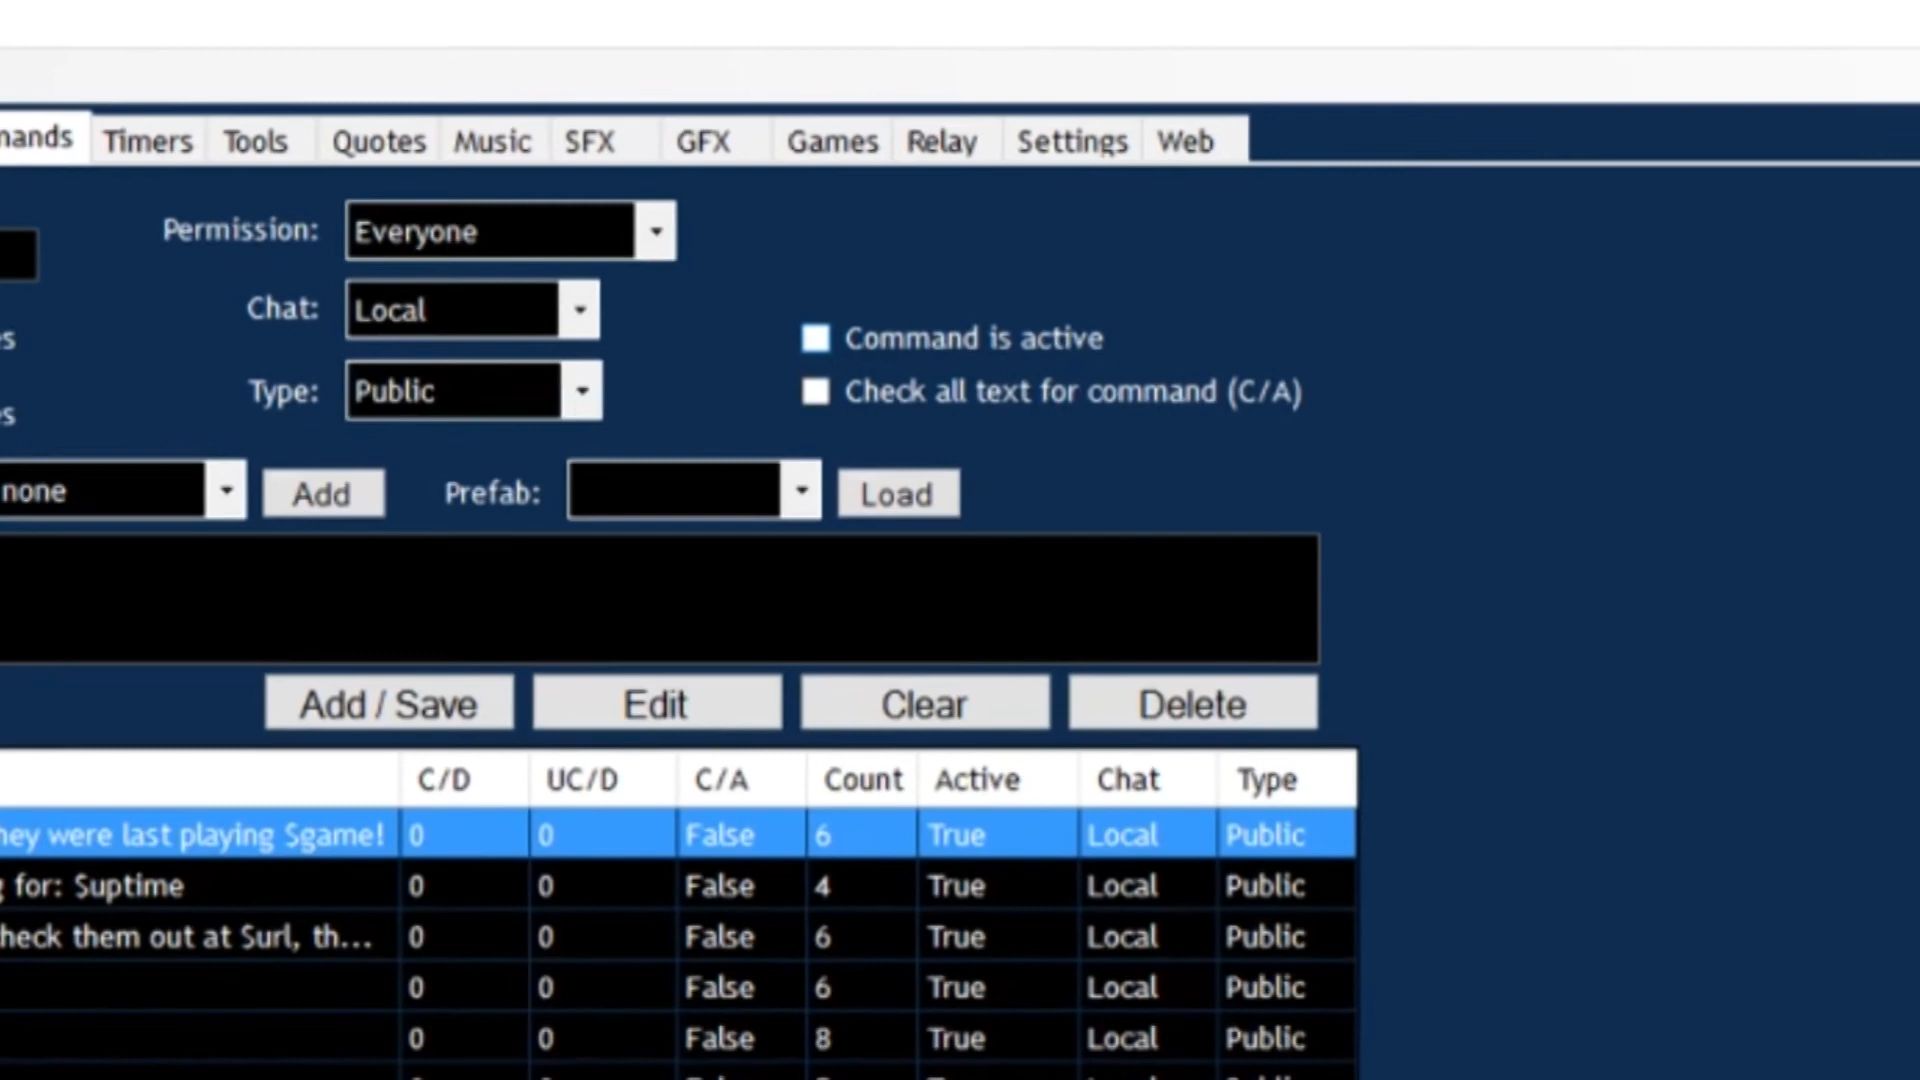 mands Timers Tools Quotes Music SFX GFX Games Relay Settings Web
Permission: Everyone
Chat: Local
es
Command is active
Type: Public
Check all text for command (C/A)
es
none Add Prefab: Load
Add / Save Edit Clear Delete
C/D UC/D C/A Count Active Chat Type
hey were last playing $game! 0 0 False 6 True Local Public
g for: $uptime 0 0 False 4 True Local Public
heck them out at $url, th... 0 0 False 6 True Local Public
0 0 False 6 True Local Public
0 0 False 8 True Local Public